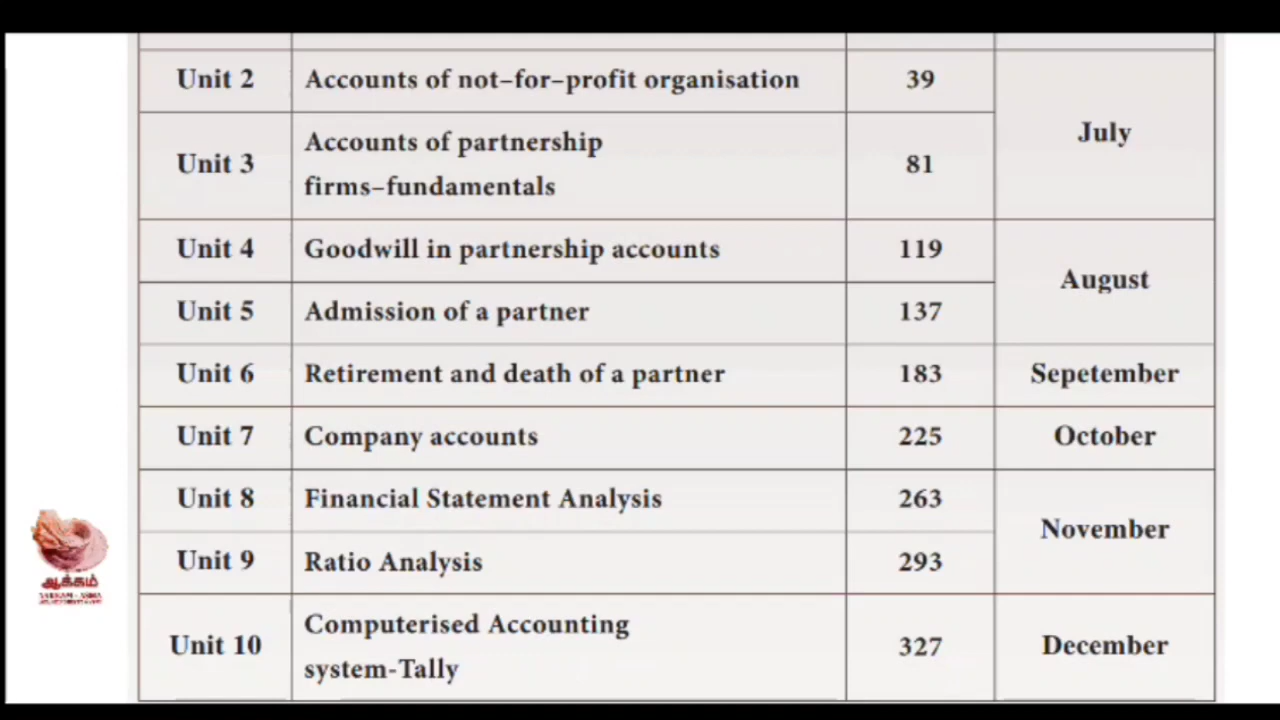 Unit 2
Accounts of not–for–profit organisation
39
July
Unit 3
Accounts of partnership
firms–fundamentals
81
Unit 4
Goodwill in partnership accounts
119
August
Unit 5
Admission of a partner
137
Unit 6
Retirement and death of a partner
183
Sepetember
Unit 7
Company accounts
225
October
Unit 8
Financial Statement Analysis
263
November
Unit 9
Ratio Analysis
293
Unit 10
Computerised Accounting
system-Tally
327
December
ஆக்கம்